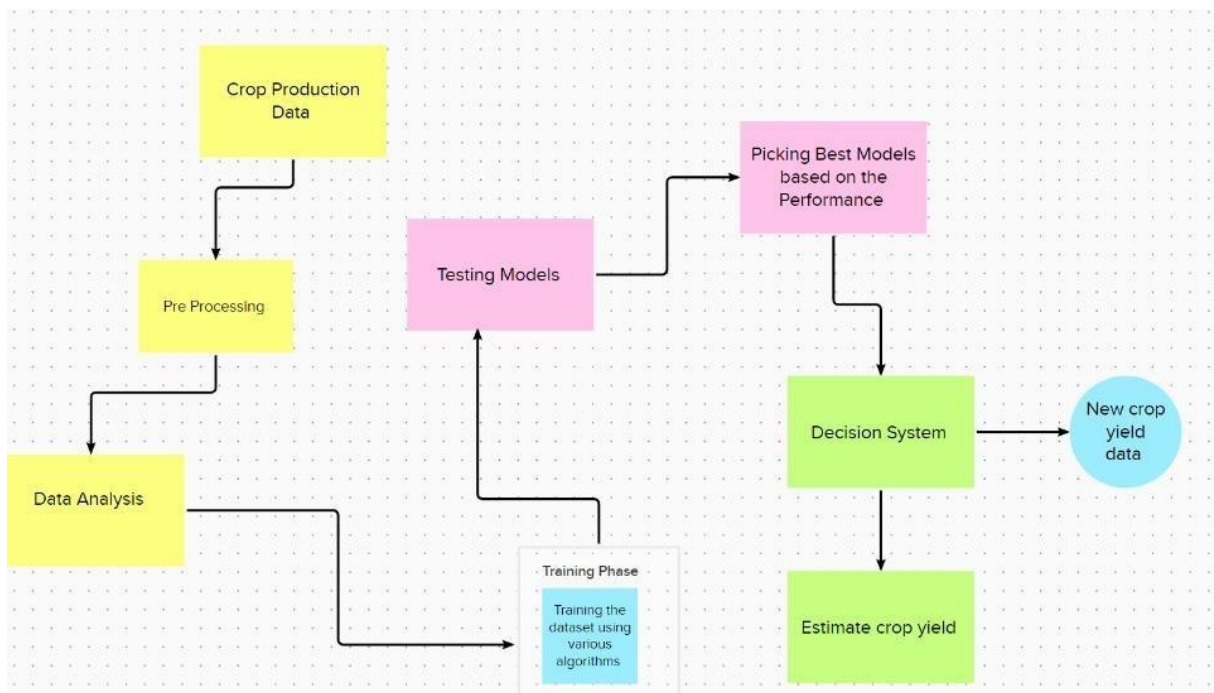 Crop Production
Data
Pre Processing
Data Analysis
Training Phase
Training the
dataset using
various
algorithms
Testing Models
Picking Best Models
based on the
Performance
Decision System
New crop
yield
data
Estimate crop yield